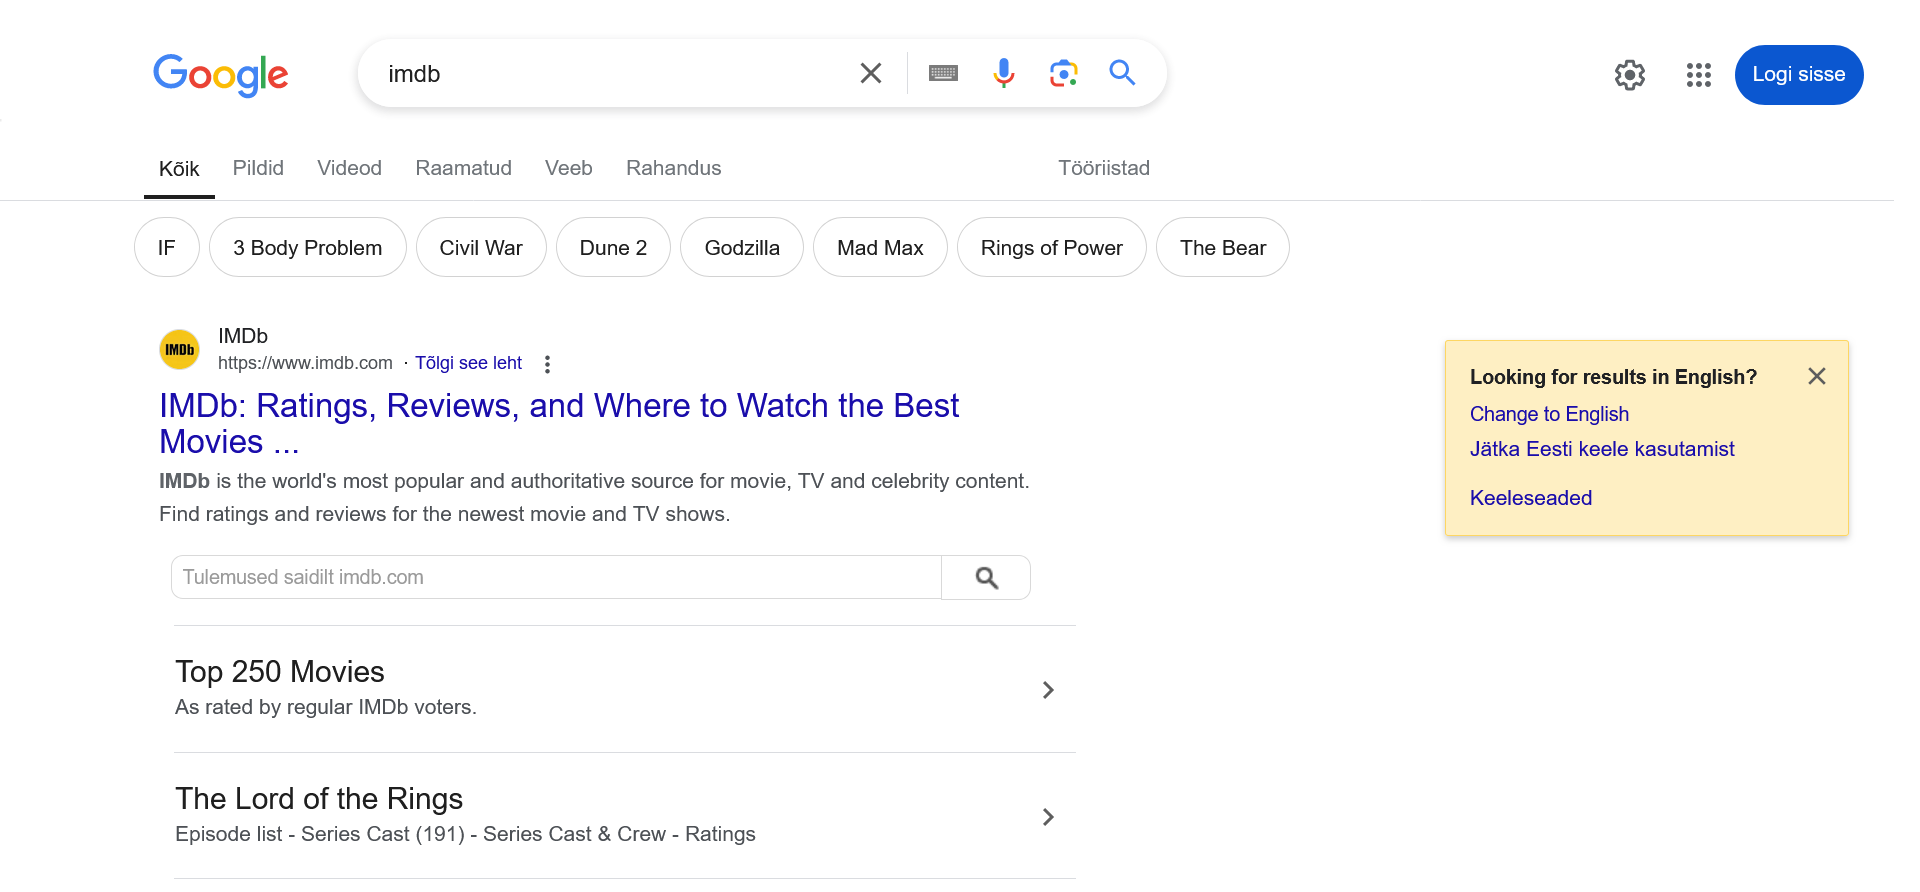 Google
imdb
Logi sisse
Kõik
Pildid
Videod
Raamatud
Veeb
Rahandus
Tööriistad
IF
3 Body Problem
Civil War
Dune 2
Godzilla
Mad Max
Rings of Power
The Bear
IMDb
IMDb
https://www.imdb.com · Tõlgi see leht
IMDb: Ratings, Reviews, and Where to Watch the Best
Movies ...
IMDb is the world's most popular and authoritative source for movie, TV and celebrity content.
Find ratings and reviews for the newest movie and TV shows.
Tulemused saidilt imdb.com
Top 250 Movies
As rated by regular IMDb voters.
The Lord of the Rings
Episode list - Series Cast (191) - Series Cast & Crew - Ratings
Looking for results in English?
Change to English
Jätka Eesti keele kasutamist
Keeleseaded